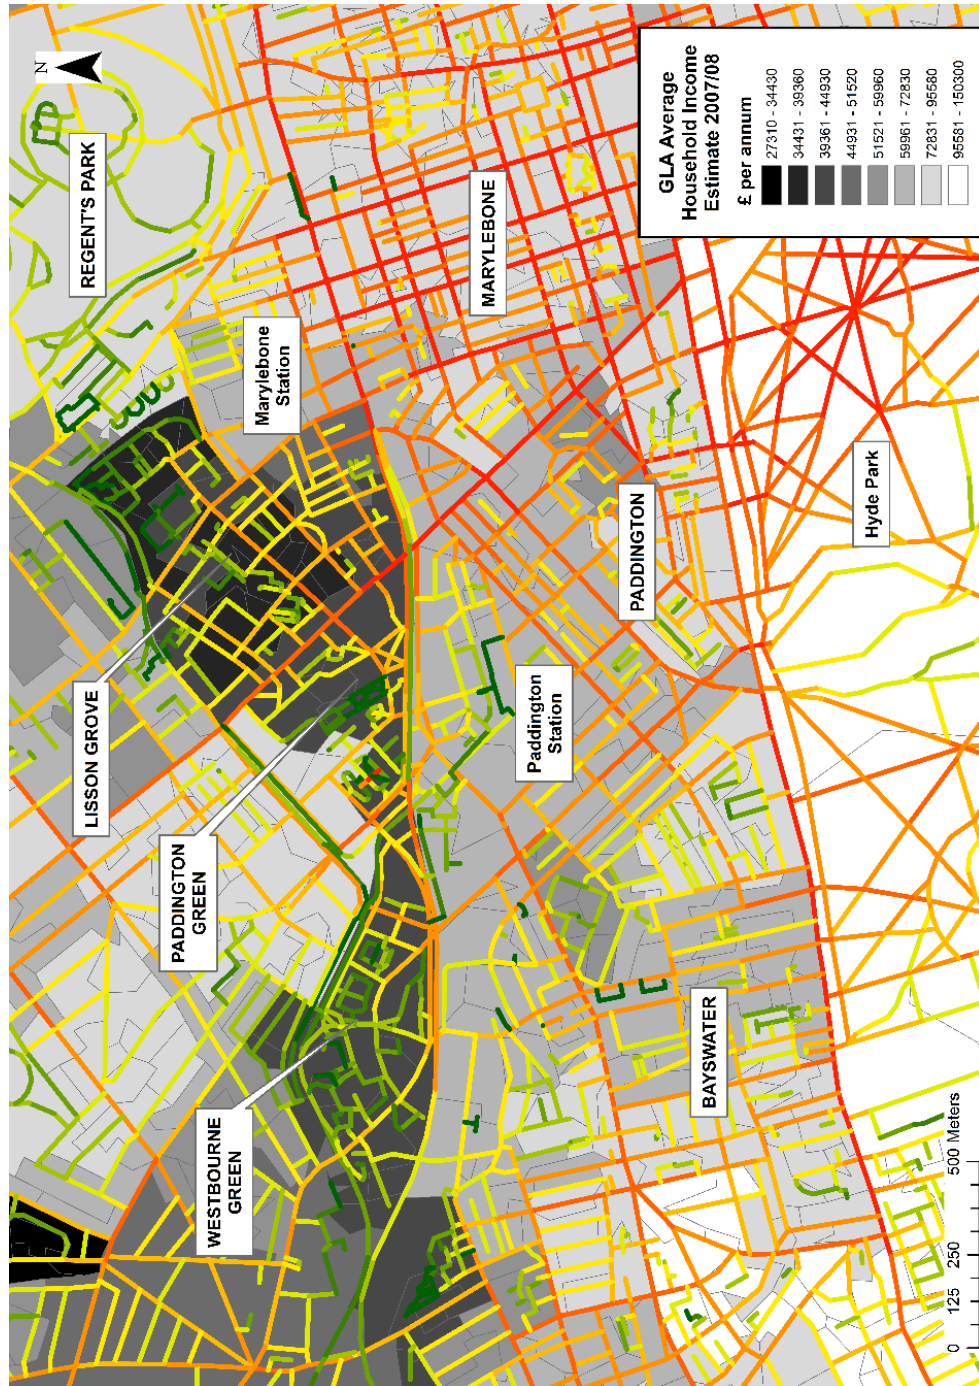 N
REGENT'S PARK
LISSON GROVE
Marylebone
Station
PADDINGTON
GREEN
MARYLEBONE
WESTBOURNE
GREEN
Paddington
Station
PADDINGTON
BAYSWATER
Hyde Park
GLA Average
Household Income
Estimate 2007/08
£ per annum
27310 - 34430
34431 - 39360
39361 - 44930
44931 - 51520
51521 - 59960
59961 - 72830
72831 - 95580
95581 - 150300
0 125 250 500 Meters